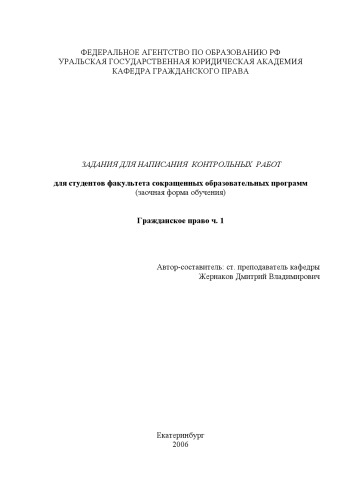 ФЕДЕРАЛЬНОЕ АГЕНТСТВО ПО ОБРАЗОВАНИЮ РФ
УРАЛЬСКАЯ ГОСУДАРСТВЕННАЯ ЮРИДИЧЕСКАЯ АКАДЕМИЯ
КАФЕДРА ГРАЖДАНСКОГО ПРАВА
ЗАДАНИЯ ДЛЯ НАПИСАНИЯ КОНТРОЛЬНЫХ РАБОТ
для студентов факультета сокращенных образовательных программ
(заочная форма обучения)
Гражданское право ч. 1
Автор-составитель: ст. преподаватель кафедры
Жернаков Дмитрий Владимирович
Екатеринбург
2006